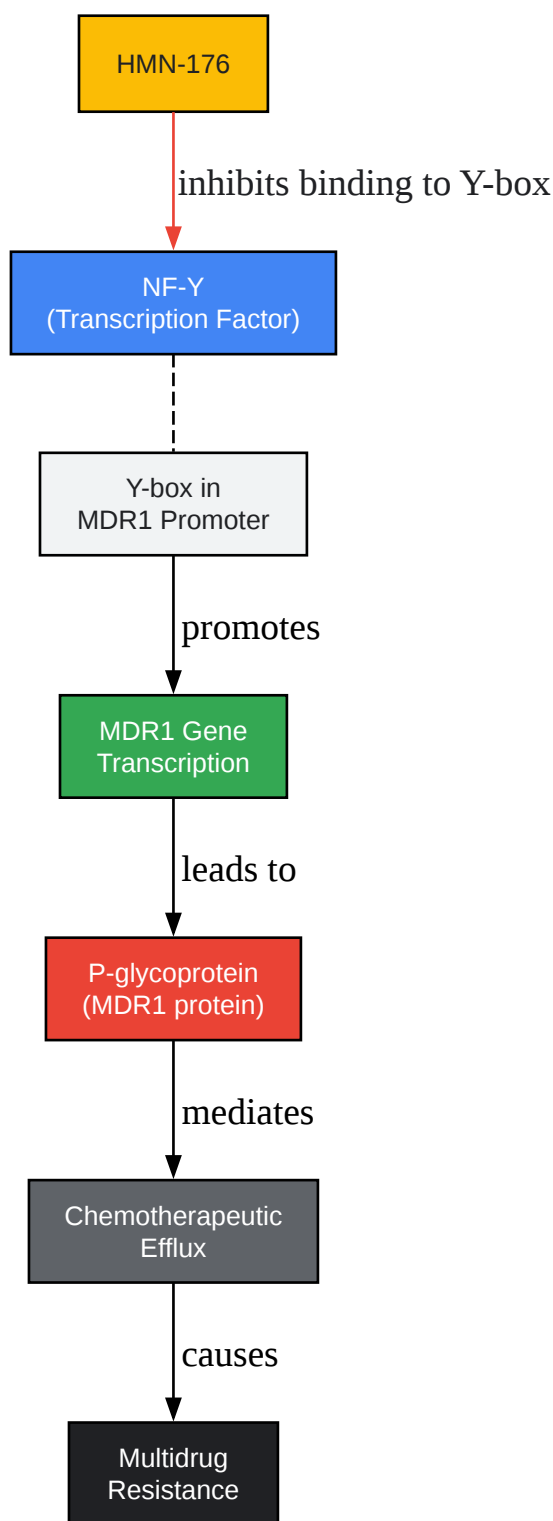 HMN-176
inhibits binding to Y-box
NF-Y
(Transcription Factor)
Y-box in
MDR1 Promoter
promotes
MDR1 Gene
Transcription
leads to
P-glycoprotein
(MDR1 protein)
mediates
Chemotherapeutic
Efflux
causes
Multidrug
Resistance